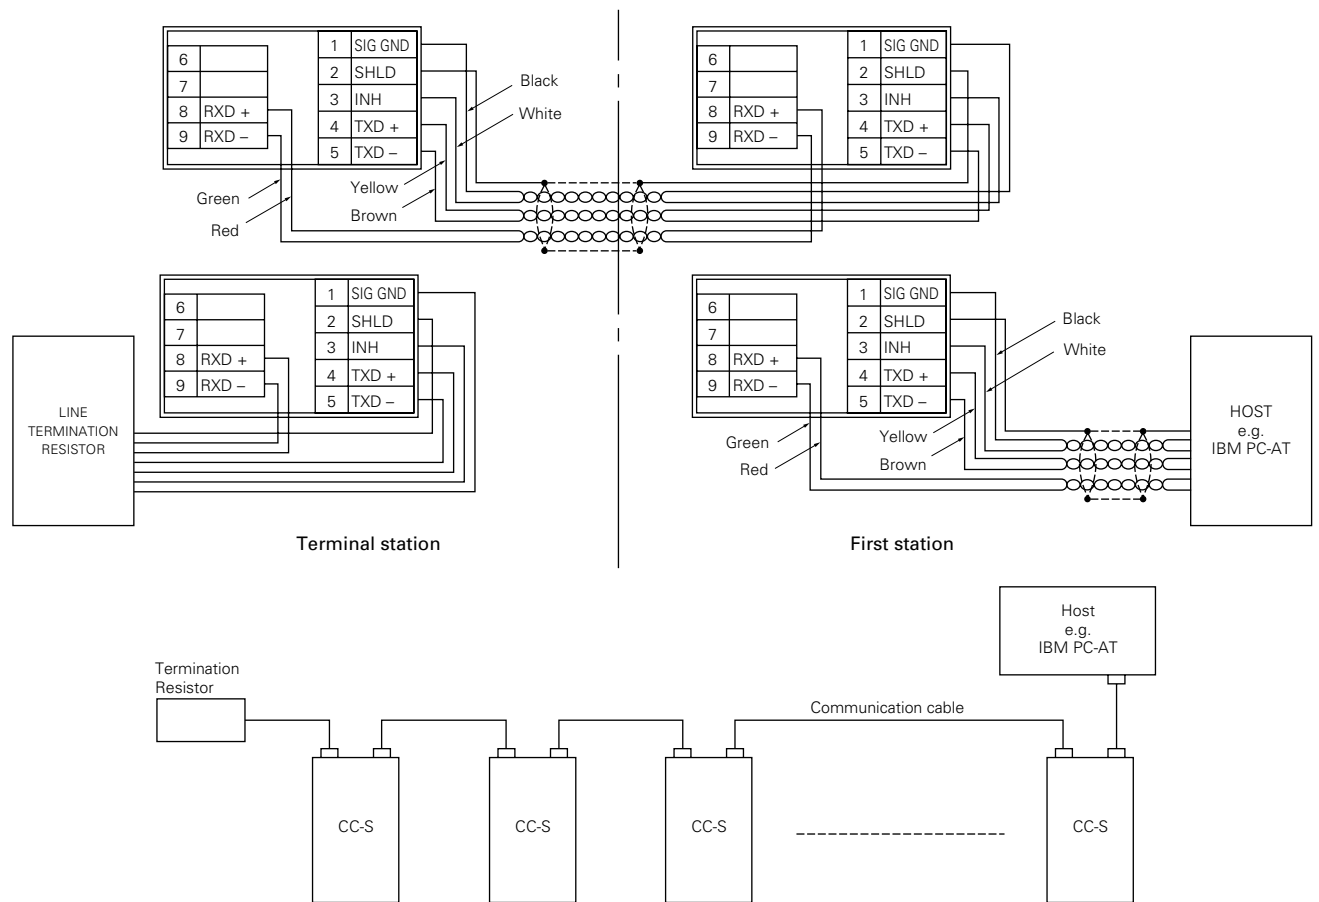 1 SIG GND
6
2 SHLD
7
3 INH
8 RXD +
4 TXD +
9 RXD –
5 TXD –
Black
White
Yellow
Green
Brown
Red
1 SIG GND
6
2 SHLD
7
3 INH
8 RXD +
4 TXD +
9 RXD –
5 TXD –
1 SIG GND
6
2 SHLD
7
3 INH
8 RXD +
4 TXD +
9 RXD –
5 TXD –
LINE
TERMINATION
RESISTOR
Terminal station
1 SIG GND
6
2 SHLD
7
3 INH
8 RXD +
4 TXD +
9 RXD –
5 TXD –
Black
White
Yellow
Green
Brown
Red
HOST
e.g.
IBM PC-AT
First station
Host
e.g.
IBM PC-AT
Termination
Resistor
Communication cable
CC-S
CC-S
CC-S
CC-S